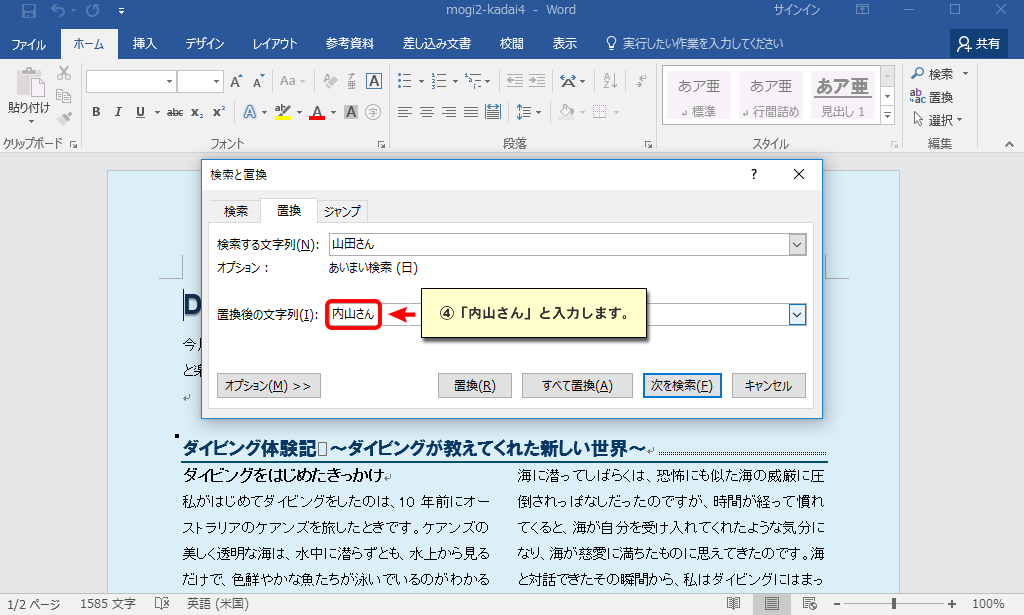 mogi2-kadai4 - Word
サインイン
ファイル
ホーム
挿入
デザイン
レイアウト
参考資料
差し込み文書
校閲
表示
実行したい作業を入力してください
共有
貼り付け
クリップボード
B I U abc x₂ x²
Aa
フォント
段落
あア亜
標準
あア亜
行間詰め
あア亜
見出し 1
スタイル
検索
置換
選択
編集
検索と置換
?
検索
置換
ジャンプ
検索する文字列(N):
山田さん
オプション :
あいまい検索 (日)
置換後の文字列(I):
内山さん
④「内山さん」と入力します。
オプション(M) >>
置換(R)
すべて置換(A)
次を検索(F)
キャンセル
D
今月
ダイビング体験記 ～ダイビングが教えてくれた新しい世界～
ダイビングをはじめたきっかけ
私がはじめてダイビングをしたのは、10 年前にオー
ストラリアのケアンズを旅したときです。ケアンズの
美しく透明な海は、水中に潜らずとも、水上から見る
だけで、色鮮やかな魚たちが泳いでいるのがわかる
海に潜ってしばらくは、恐怖にも似た海の威厳に圧
倒されっぱなしだったのですが、時間が経って慣れ
てくると、海が自分を受け入れてくれたような気分に
なり、海が慈愛に満ちたものに思えてきたのです。海
と対話できたその瞬間から、私はダイビングにはまっ
1/2 ページ
1585 文字
英語 (米国)
100%